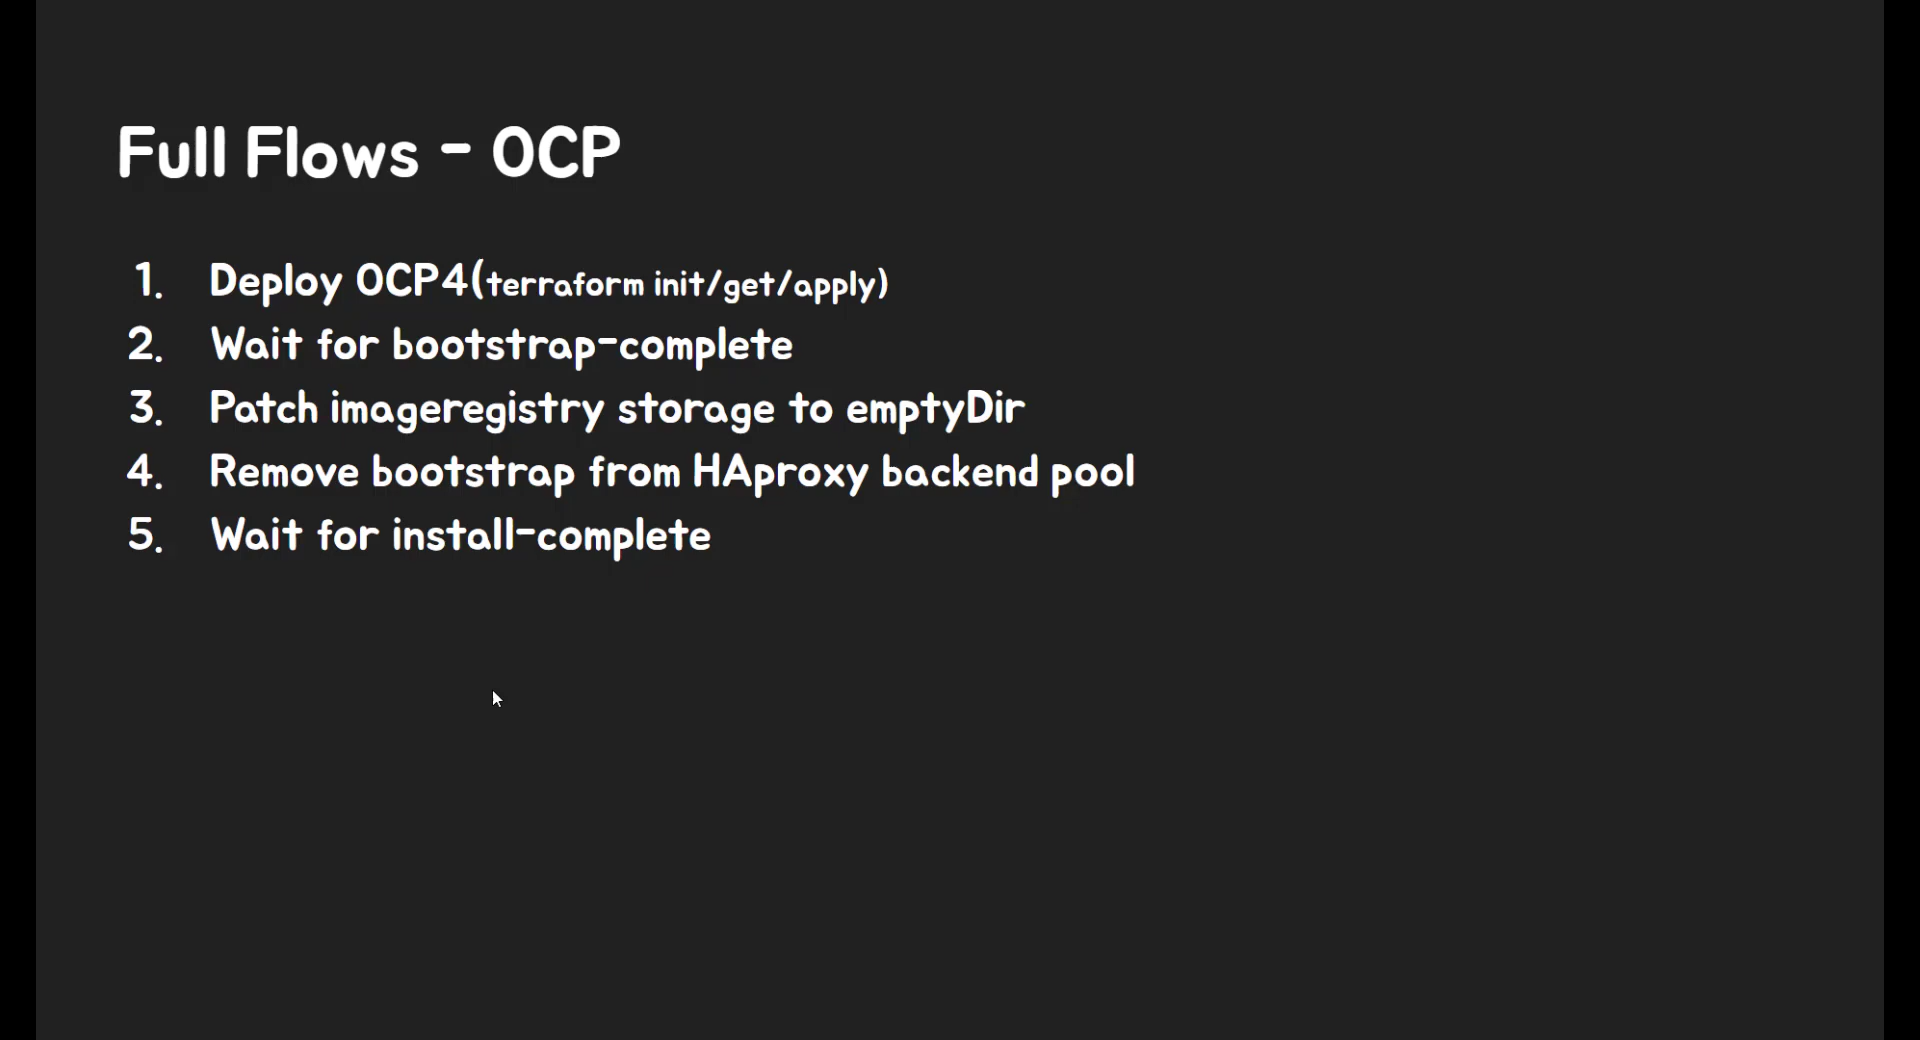 Full Flows - OCP
1. Deploy OCP4(terraform init/get/apply)
2. Wait for bootstrap-complete
3. Patch imageregistry storage to emptyDir
4. Remove bootstrap from HAproxy backend pool
5. Wait for install-complete